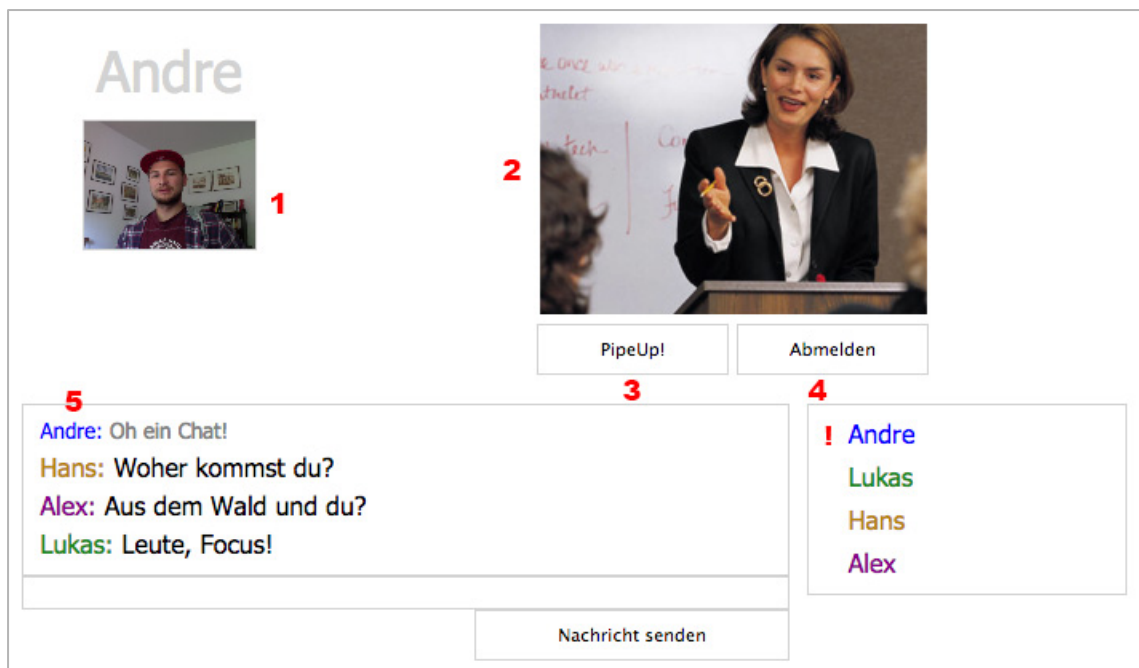 Andre
1
2
PipeUp!
Abmelden
3
4
5
Andre: Oh ein Chat!
Hans: Woher kommst du?
Alex: Aus dem Wald und du?
Lukas: Leute, Focus!
Nachricht senden
! Andre
Lukas
Hans
Alex